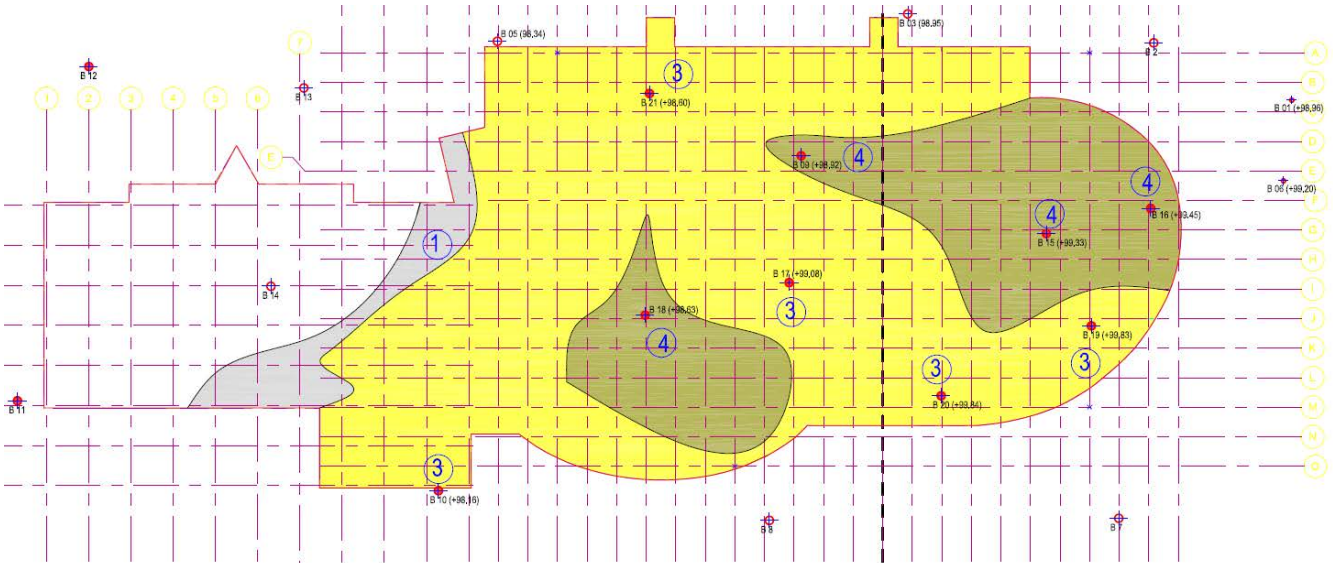 B 03 (98,95)
B 05 (98,34)
B 2
F
A
B 12
3
R
B 13
B 21 (+98,60)
1
2
3
4
5
6
B 01 (+98,96)
D
E
B 09 (+98,92)
4
E
4
B 06 (+99,20)
F
B 16 (+99,45)
4
B 15 (+99,33)
G
1
H
B 17 (+99,08)
B 14
I
3
B 18 (+98,63)
J
B 19 (+99,83)
4
K
3
3
L
B 20 (+99,84)
B 11
M
N
3
O
B 10 (+98,16)
B 8
B 7